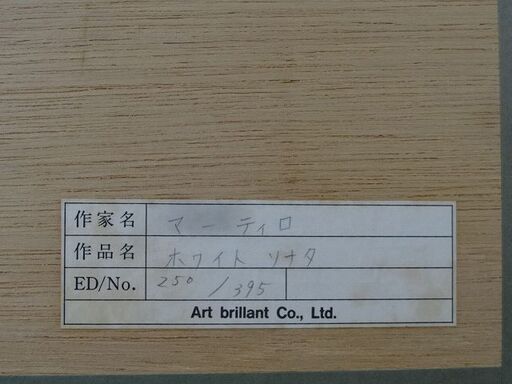 作家名 マーティロ
作品名 ホワイト ソナタ
ED/No. 250/395
Art brillant Co., Ltd.